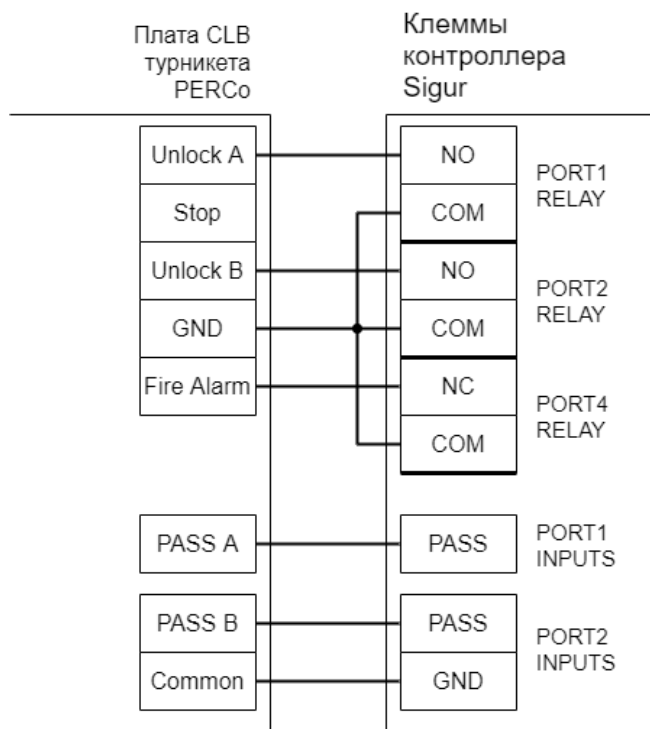 Плата CLB
турникета
PERCo
Клеммы
контроллера
Sigur
Unlock A
NO
PORT1
RELAY
Stop
COM
Unlock B
NO
PORT2
RELAY
GND
COM
Fire Alarm
NC
PORT4
RELAY
COM
PASS A
PASS
PORT1
INPUTS
PASS B
PASS
PORT2
INPUTS
Common
GND